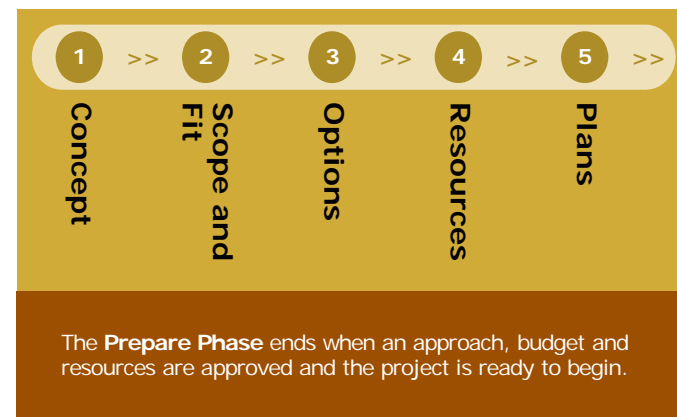 1 >> 2 >> 3 >> 4 >> 5 >>
Concept
Scope and
Fit
Options
Resources
Plans
The Prepare Phase ends when an approach, budget and
resources are approved and the project is ready to begin.